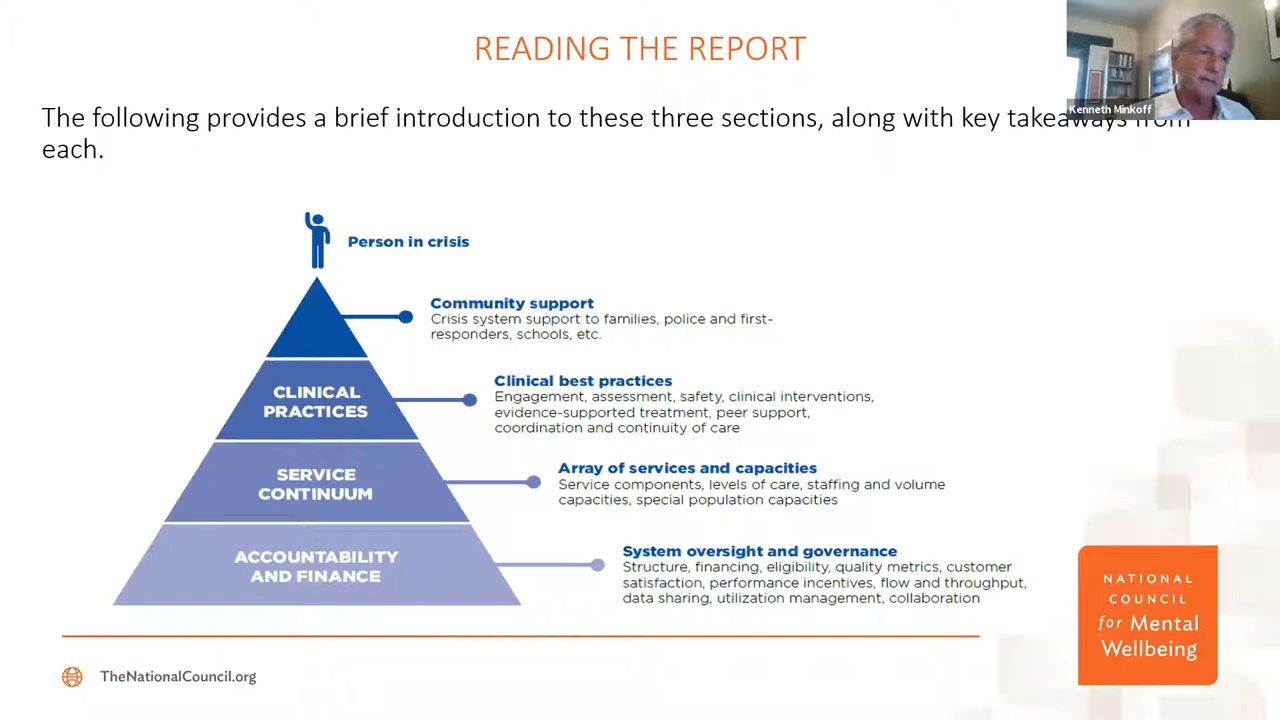 READING THE REPORT
Kenneth Minkoff
The following provides a brief introduction to these three sections, along with key takeaways from
each.
Person in crisis
Community support
Crisis system support to families, police and first-
responders, schools, etc.
CLINICAL
PRACTICES
Clinical best practices
Engagement, assessment, safety, clinical interventions,
evidence-supported treatment, peer support,
coordination and continuity of care
SERVICE
CONTINUUM
Array of services and capacities
Service components, levels of care, staffing and volume
capacities, special population capacities
ACCOUNTABILITY
AND FINANCE
System oversight and governance
Structure, financing, eligibility, quality metrics, customer
satisfaction, performance incentives, flow and throughput,
data sharing, utilization management, collaboration
NATIONAL
COUNCIL
for Mental
Wellbeing
TheNationalCouncil.org